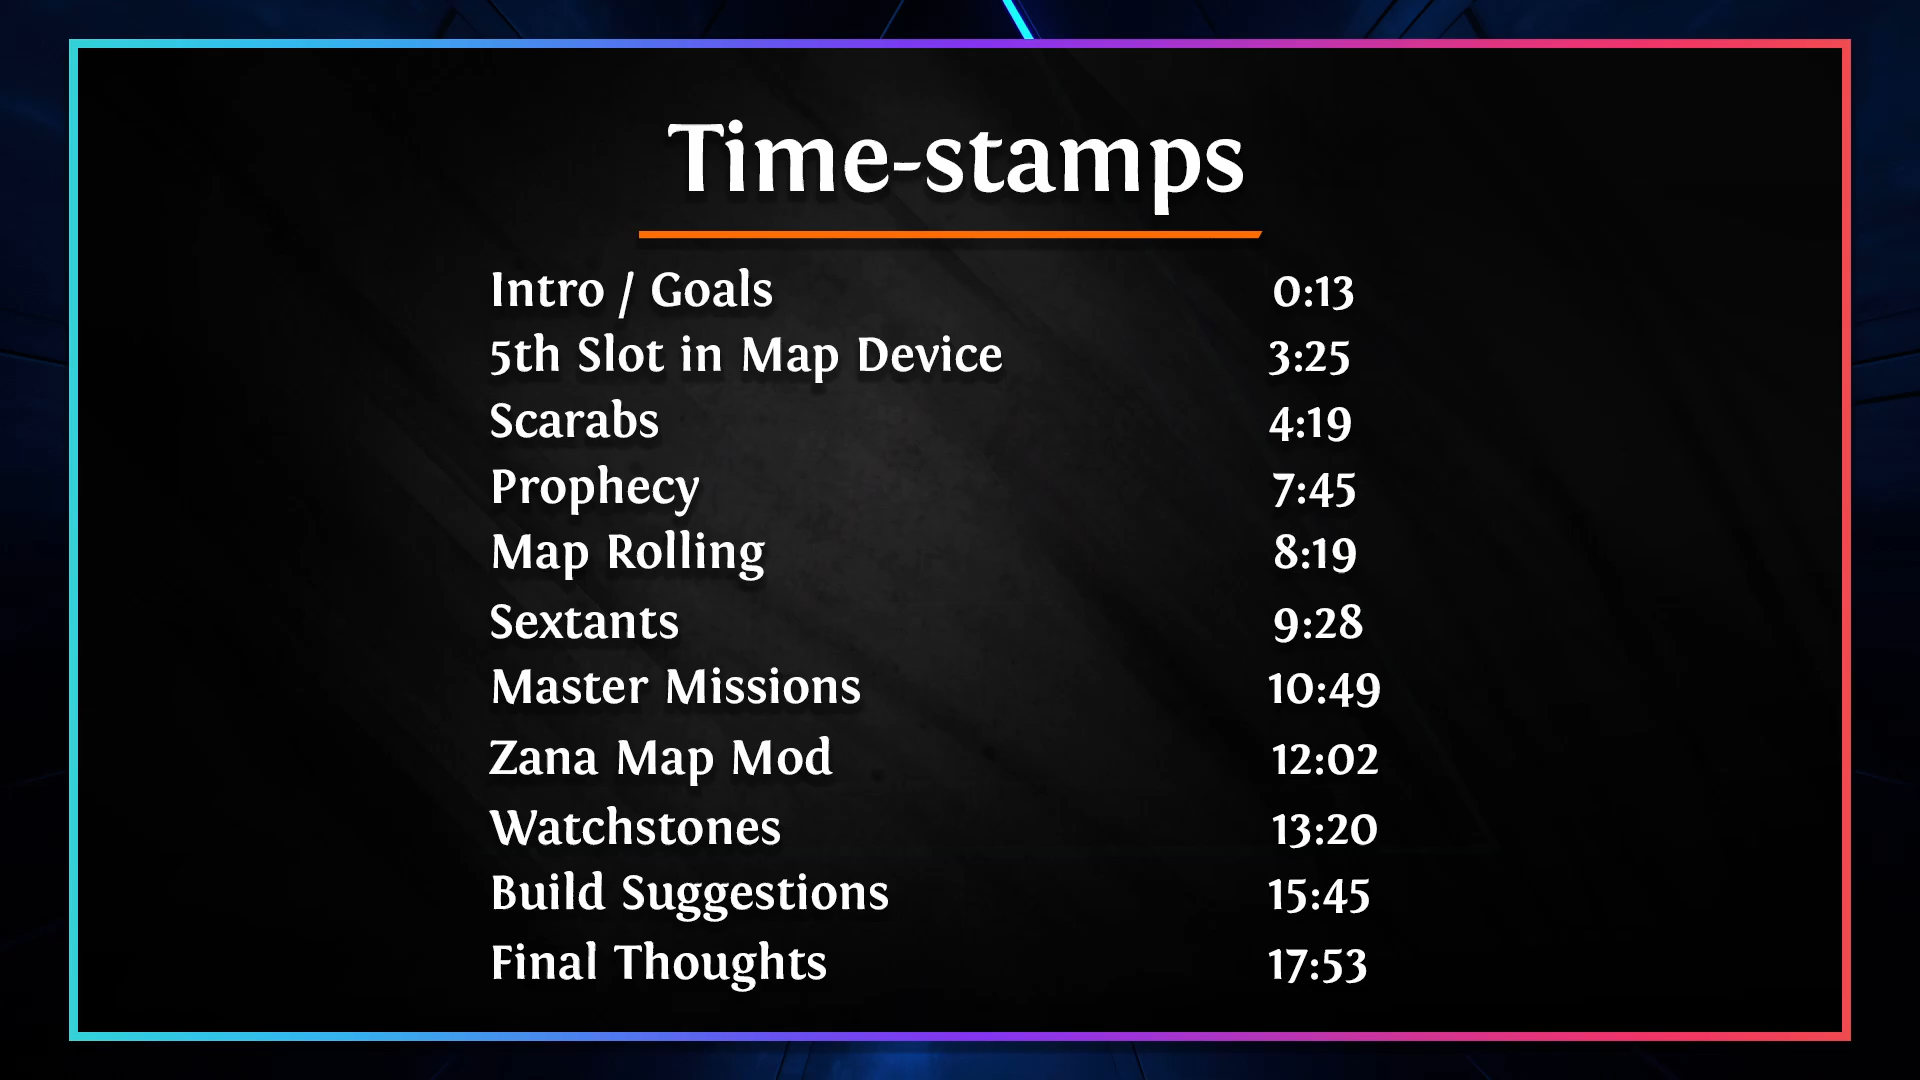 Time-stamps
Intro / Goals 0:13
5th Slot in Map Device 3:25
Scarabs 4:19
Prophecy 7:45
Map Rolling 8:19
Sextants 9:28
Master Missions 10:49
Zana Map Mod 12:02
Watchstones 13:20
Build Suggestions 15:45
Final Thoughts 17:53